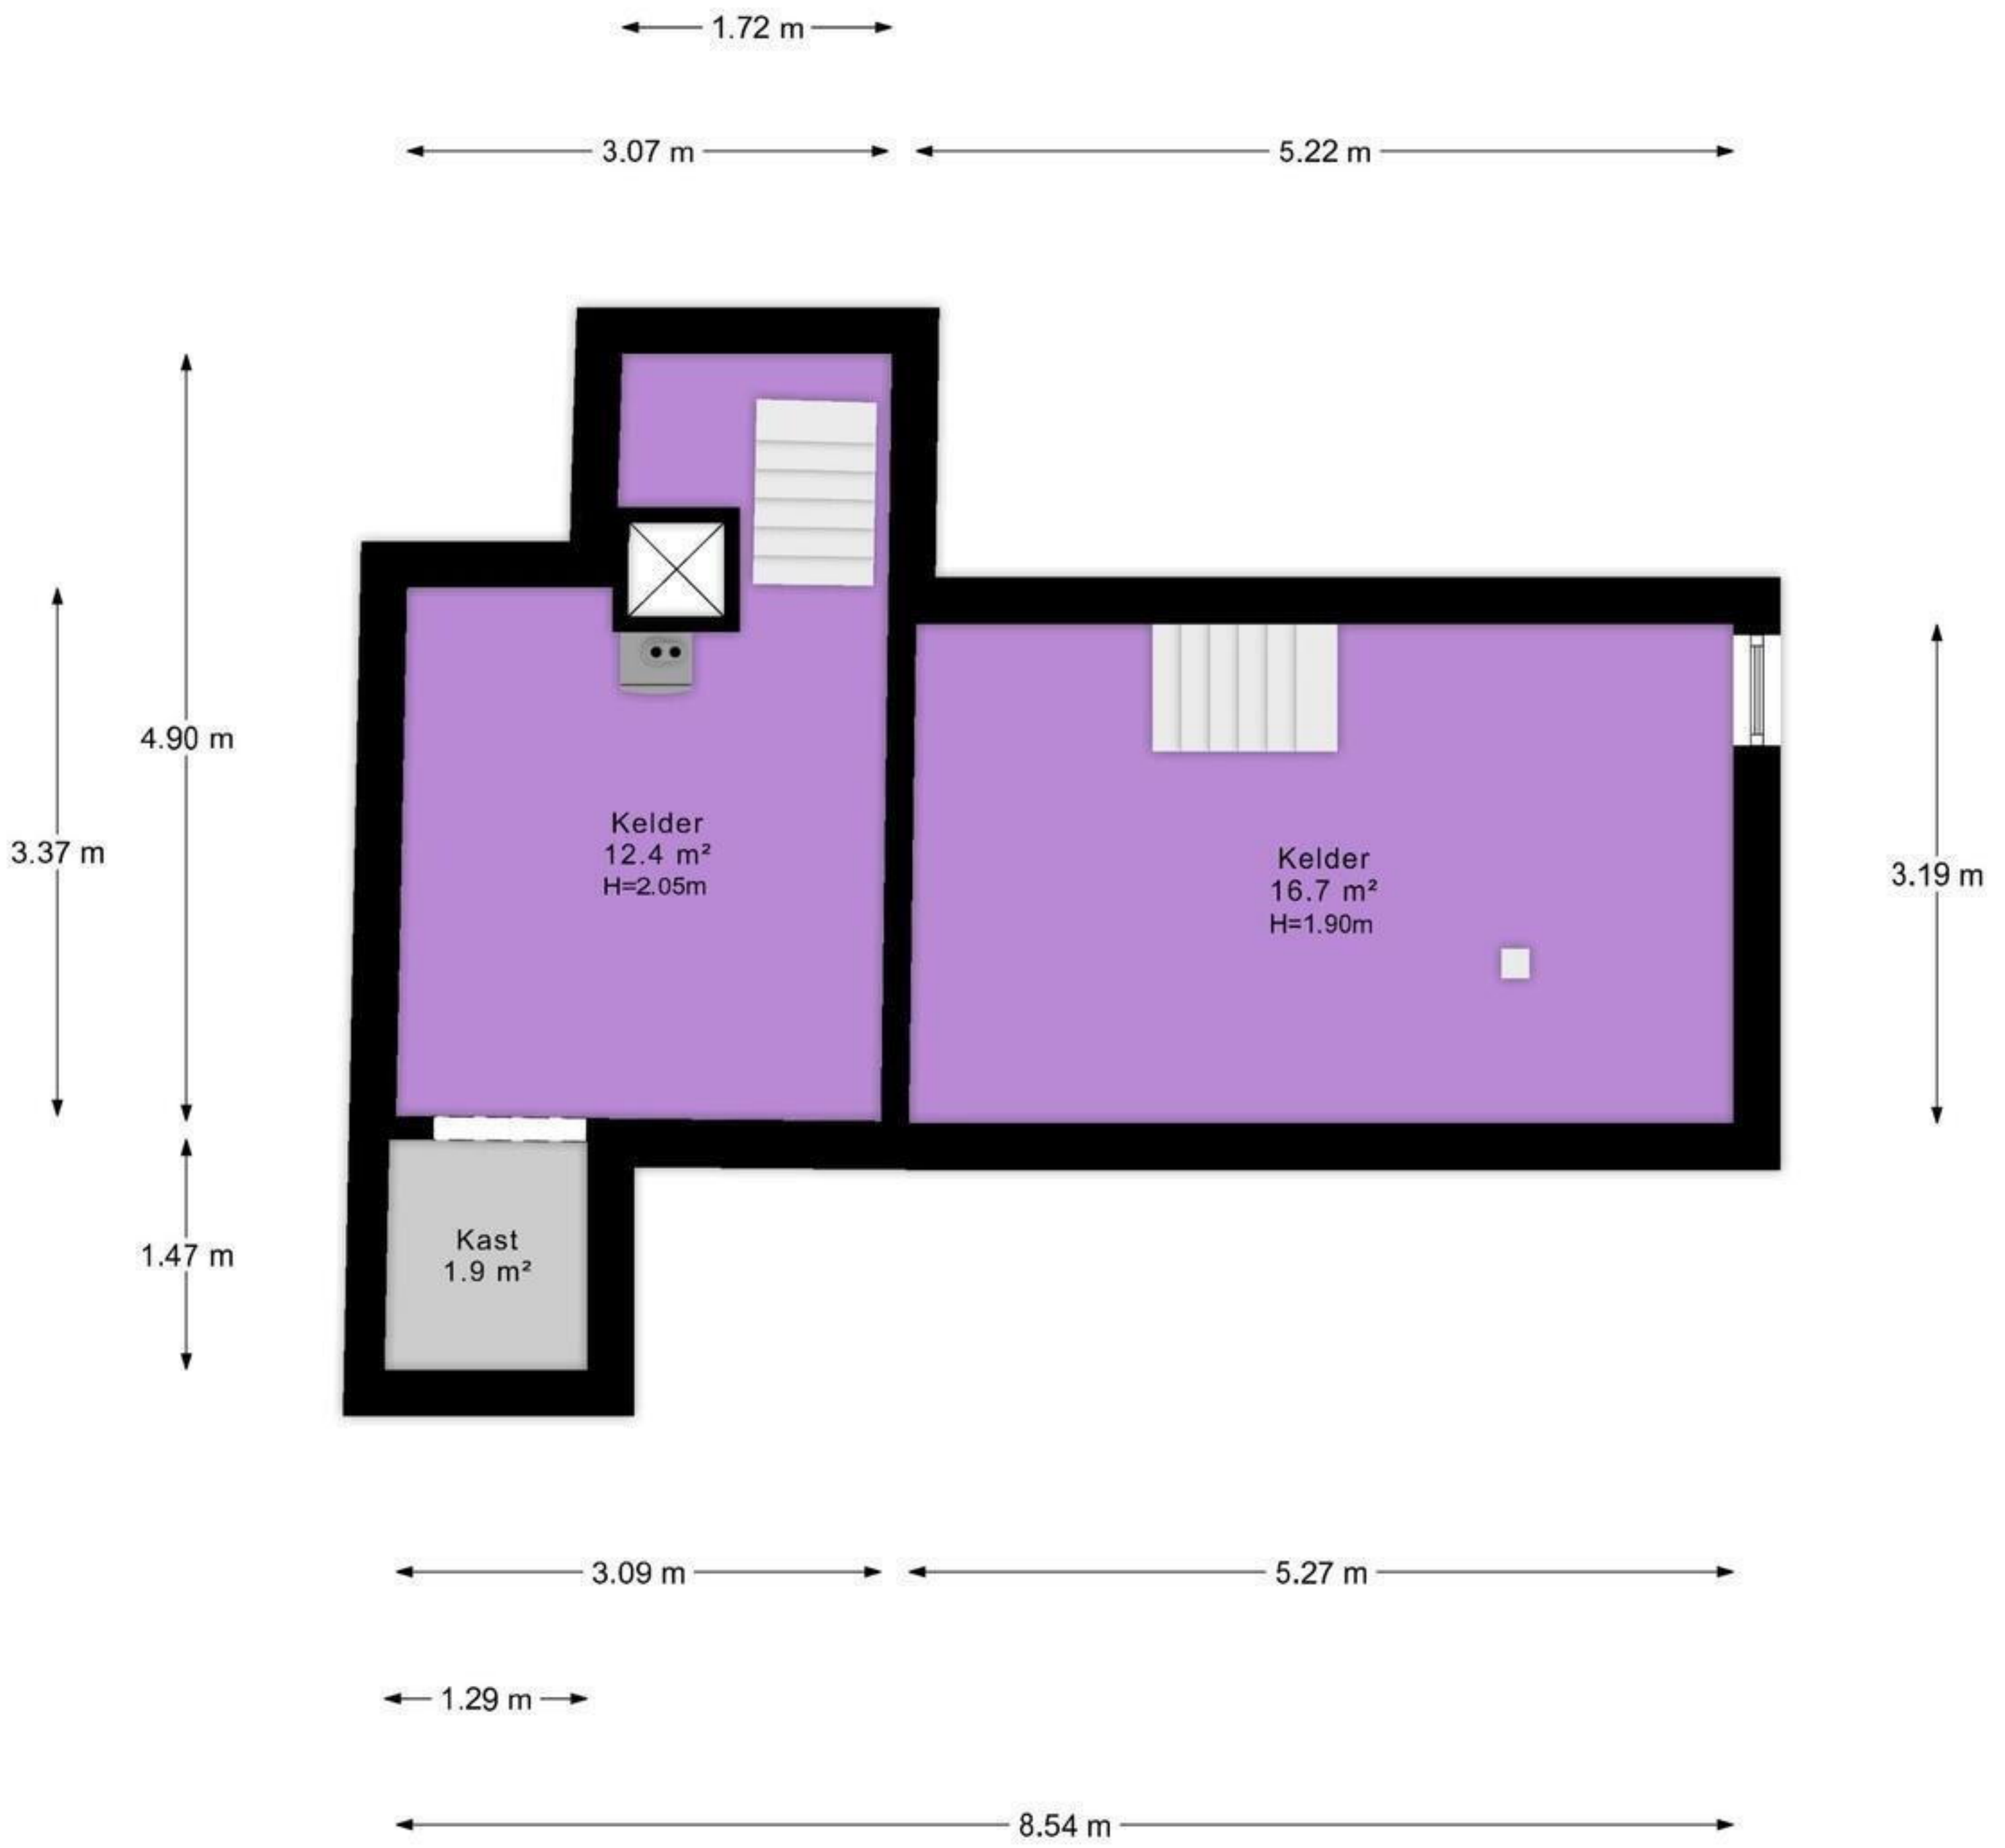 1.72 m
3.07 m
5.22 m
4.90 m
3.37 m
Kelder
12.4 m²
H=2.05m
Kelder
16.7 m²
H=1.90m
3.19 m
1.47 m
Kast
1.9 m²
3.09 m
5.27 m
1.29 m
8.54 m